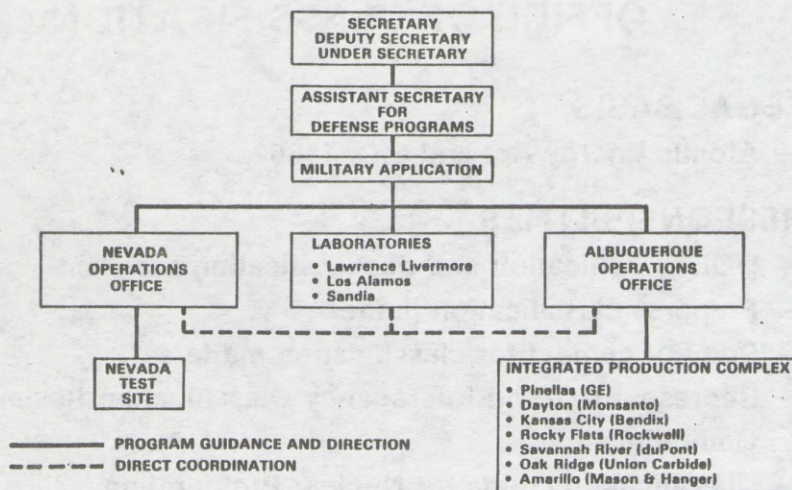 SECRETARY
DEPUTY SECRETARY
UNDER SECRETARY
ASSISTANT SECRETARY
FOR
DEFENSE PROGRAMS
MILITARY APPLICATION
NEVADA
OPERATIONS
OFFICE
LABORATORIES
• Lawrence Livermore
• Los Alamos
• Sandia
ALBUQUERQUE
OPERATIONS
OFFICE
NEVADA
TEST
SITE
INTEGRATED PRODUCTION COMPLEX
• Pinellas (GE)
• Dayton (Monsanto)
• Kansas City (Bendix)
• Rocky Flats (Rockwell)
• Savannah River (duPont)
• Oak Ridge (Union Carbide)
• Amarillo (Mason & Hanger)
PROGRAM GUIDANCE AND DIRECTION
DIRECT COORDINATION